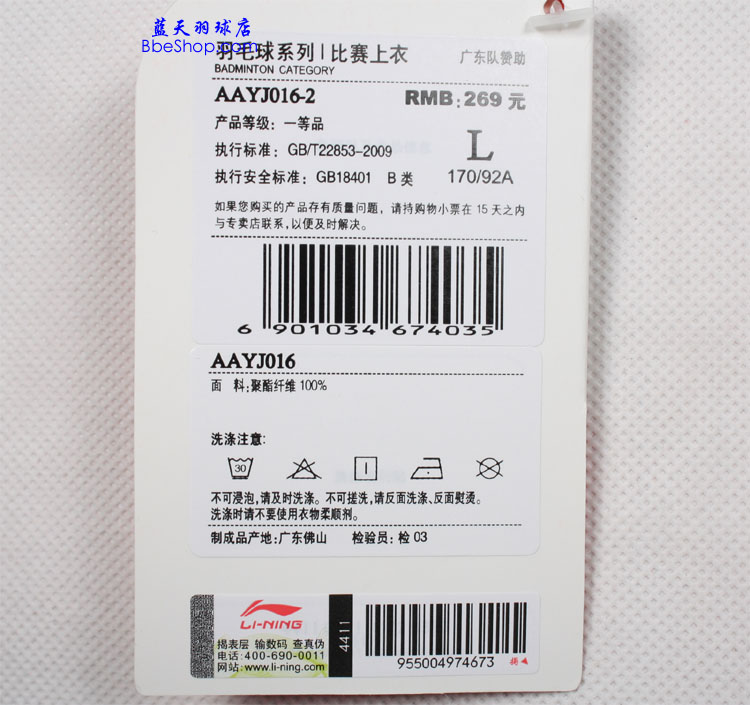 蓝天羽球店
BbeShop.com
羽毛球系列 | 比赛上衣 广东队赞助
BADMINTON CATEGORY
AAYJ016-2 RMB: 269 元
产品等级: 一等品
执行标准: GB/T22853-2009 L
执行安全标准: GB18401 B 类 170/92A
如果您购买的产品存有质量问题, 请持购物小票在 15 天之内
与专卖店联系, 以便及时解决。
6 901034 674035
AAYJ016
面 料: 聚酯纤维 100%
洗涤注意:
30
不可浸泡, 请及时洗涤。不可搓洗, 请反面洗涤、反面熨烫。
洗涤时请不要使用衣物柔顺剂。
制成品产地: 广东佛山 检验员: 检 03
LI-NING
揭表层 输数码 查真伪
电话: 400-690-0011
网站: www.li-ning.com
4411
955004974673